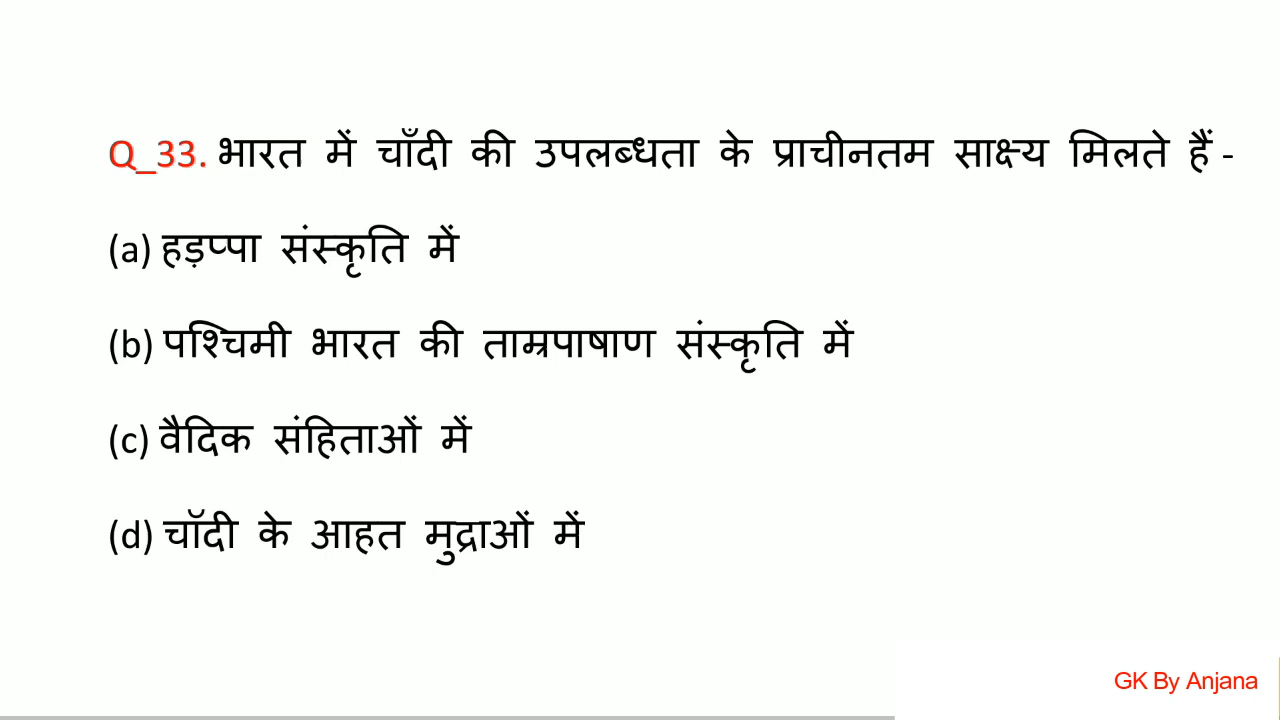 Q_33. भारत में चाँदी की उपलब्धता के प्राचीनतम साक्ष्य मिलते हैं -
(a) हड़प्पा संस्कृति में
(b) पश्चिमी भारत की ताम्रपाषाण संस्कृति में
(c) वैदिक संहिताओं में
(d) चॉदी के आहत मुद्राओं में
GK By Anjana